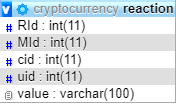 cryptocurrency reaction
RId : int(11)
MId : int(11)
cid : int(11)
uid : int(11)
value : varchar(100)